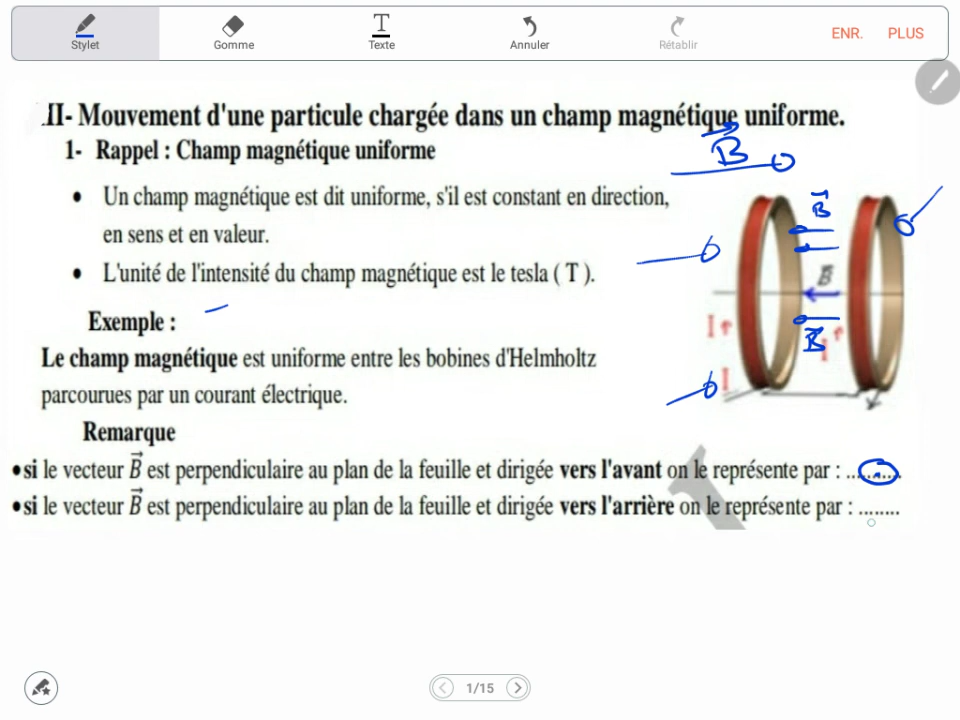 Stylet Gomme Texte Annuler Rétablir ENR. PLUS
II- Mouvement d'une particule chargée dans un champ magnétique uniforme.
1- Rappel : Champ magnétique uniforme
B
• Un champ magnétique est dit uniforme, s'il est constant en direction,
en sens et en valeur.
• L'unité de l'intensité du champ magnétique est le tesla ( T ).
B
B
B
I
I
I
Exemple :
Le champ magnétique est uniforme entre les bobines d'Helmholtz
parcourues par un courant électrique.
Remarque
•si le vecteur B⃗ est perpendiculaire au plan de la feuille et dirigée vers l'avant on le représente par : ..........
•si le vecteur B⃗ est perpendiculaire au plan de la feuille et dirigée vers l'arrière on le représente par : ........
1/15